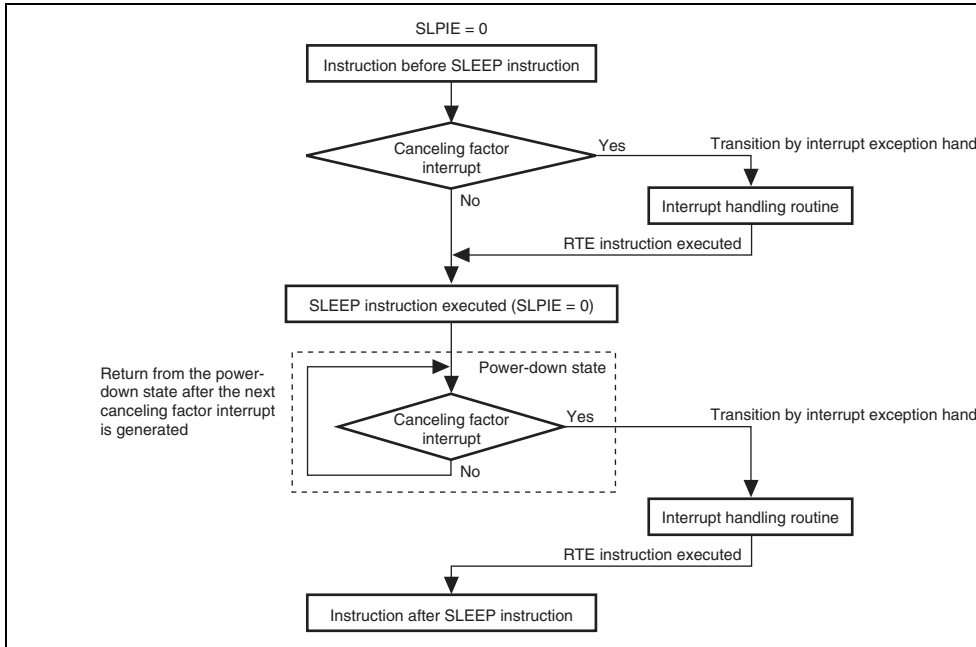 SLPIE = 0
Instruction before SLEEP instruction
Canceling factor
interrupt
Yes
Transition by interrupt exception hand
No
Interrupt handling routine
RTE instruction executed
SLEEP instruction executed (SLPIE = 0)
Return from the power-
down state after the next
canceling factor interrupt
is generated
Power-down state
Canceling factor
interrupt
Yes
Transition by interrupt exception hand
No
Interrupt handling routine
RTE instruction executed
Instruction after SLEEP instruction